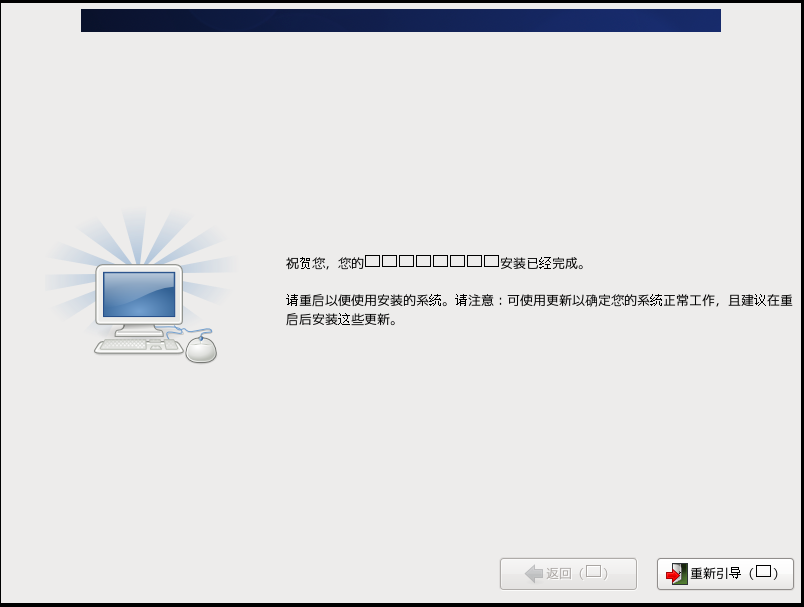 祝贺您，您的□□□□□□□□安装已经完成。
请重启以便使用安装的系统。请注意：可使用更新以确定您的系统正常工作，且建议在重
启后安装这些更新。
返回（□）
重新引导（□）